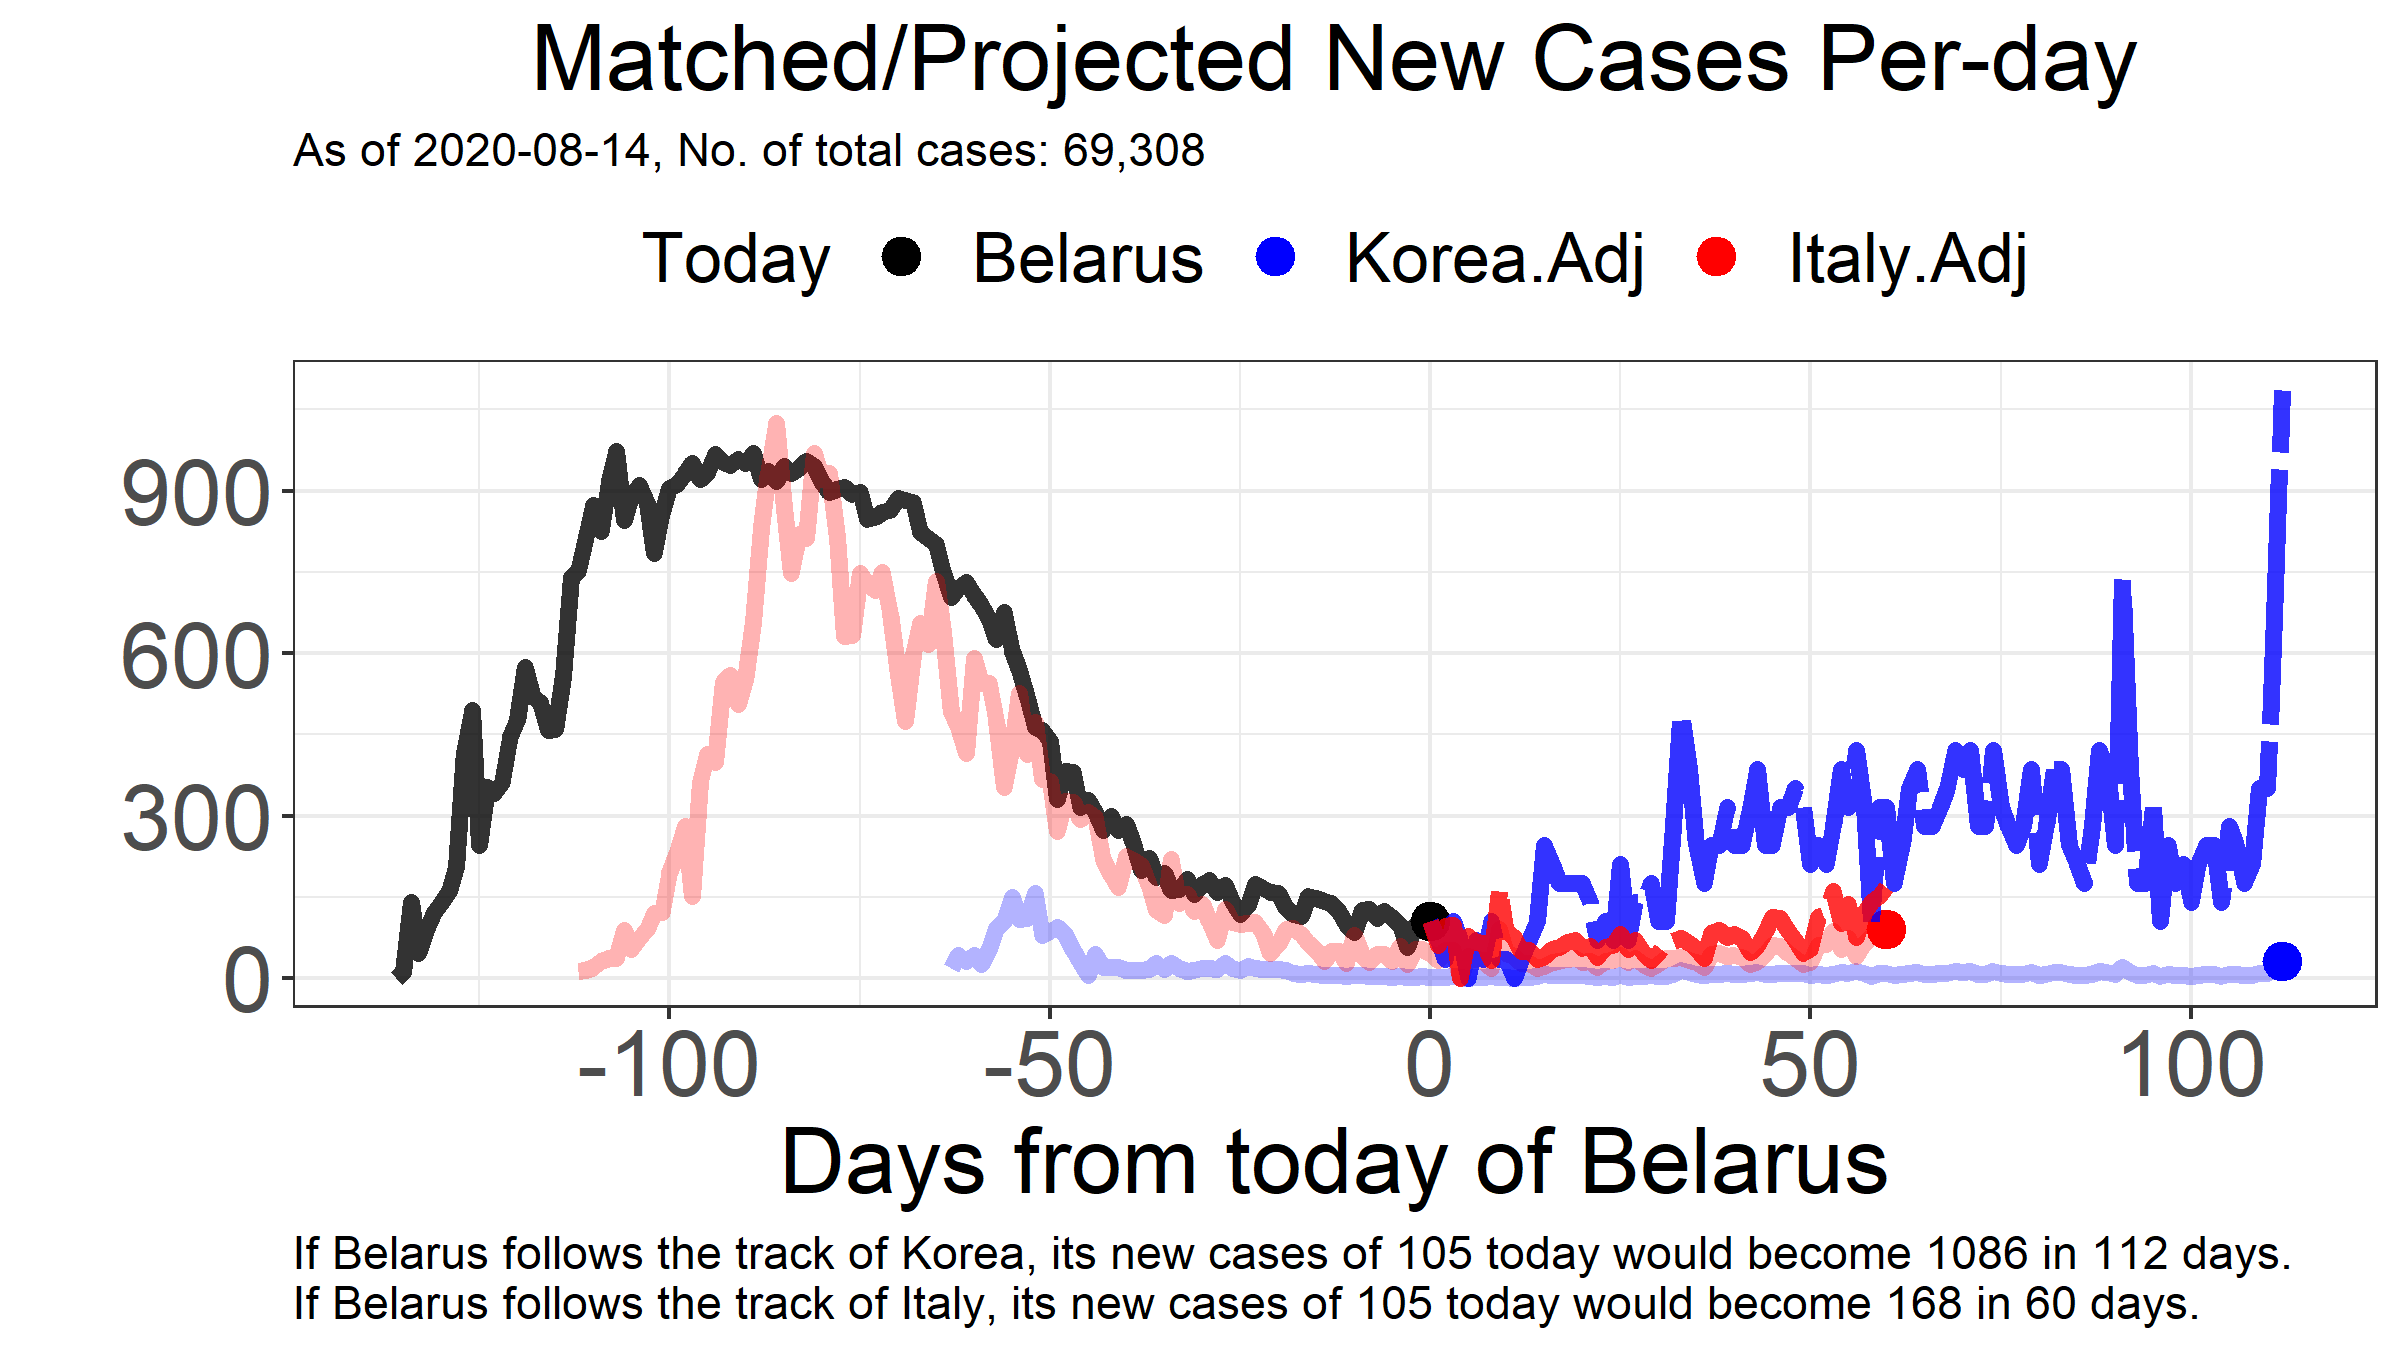 Matched/Projected New Cases Per-day
As of 2020-08-14, No. of total cases: 69,308
Today Belarus Korea.Adj Italy.Adj
900
600
300
0
-100 -50 0 50 100
Days from today of Belarus
If Belarus follows the track of Korea, its new cases of 105 today would become 1086 in 112 days.
If Belarus follows the track of Italy, its new cases of 105 today would become 168 in 60 days.